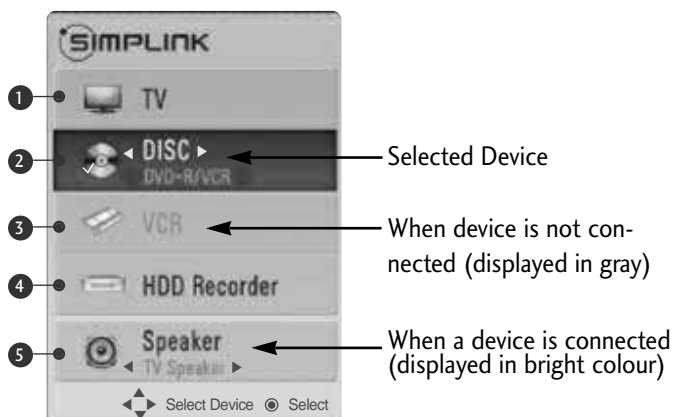 SIMPLINK
1 TV
2 DISC
DVD-R/VCR
Selected Device
3 VCR
When device is not con-
nected (displayed in gray)
4 HDD Recorder
5 Speaker
TV Speaker
When a device is connected
(displayed in bright colour)
Select Device Select